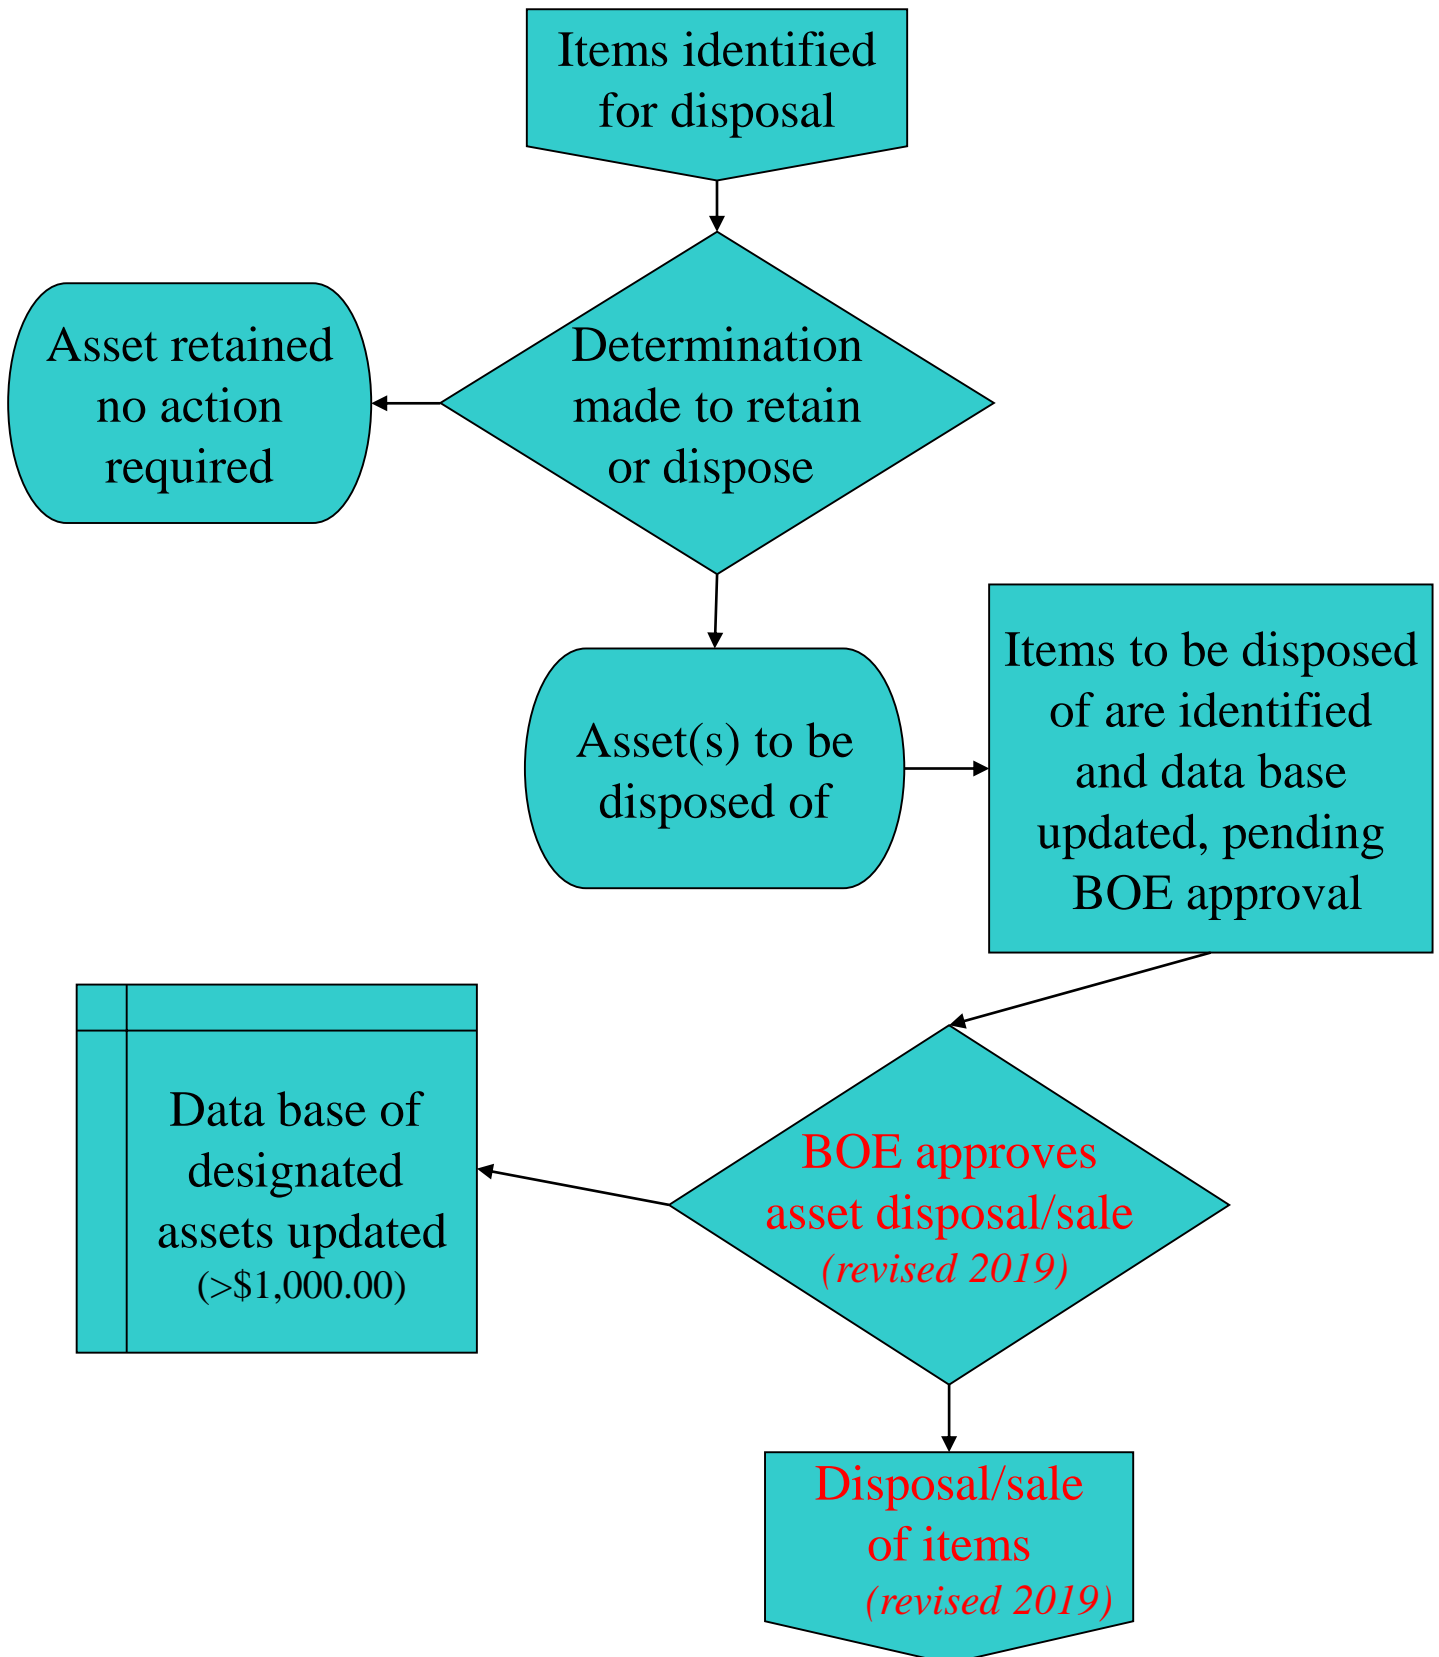 Items identified
for disposal
Determination
made to retain
or dispose
Asset retained
no action
required
Asset(s) to be
disposed of
Items to be disposed
of are identified
and data base
updated, pending
BOE approval
BOE approves
asset disposal/sale
(revised 2019)
Data base of
designated
assets updated
(>$1,000.00)
Disposal/sale
of items
(revised 2019)